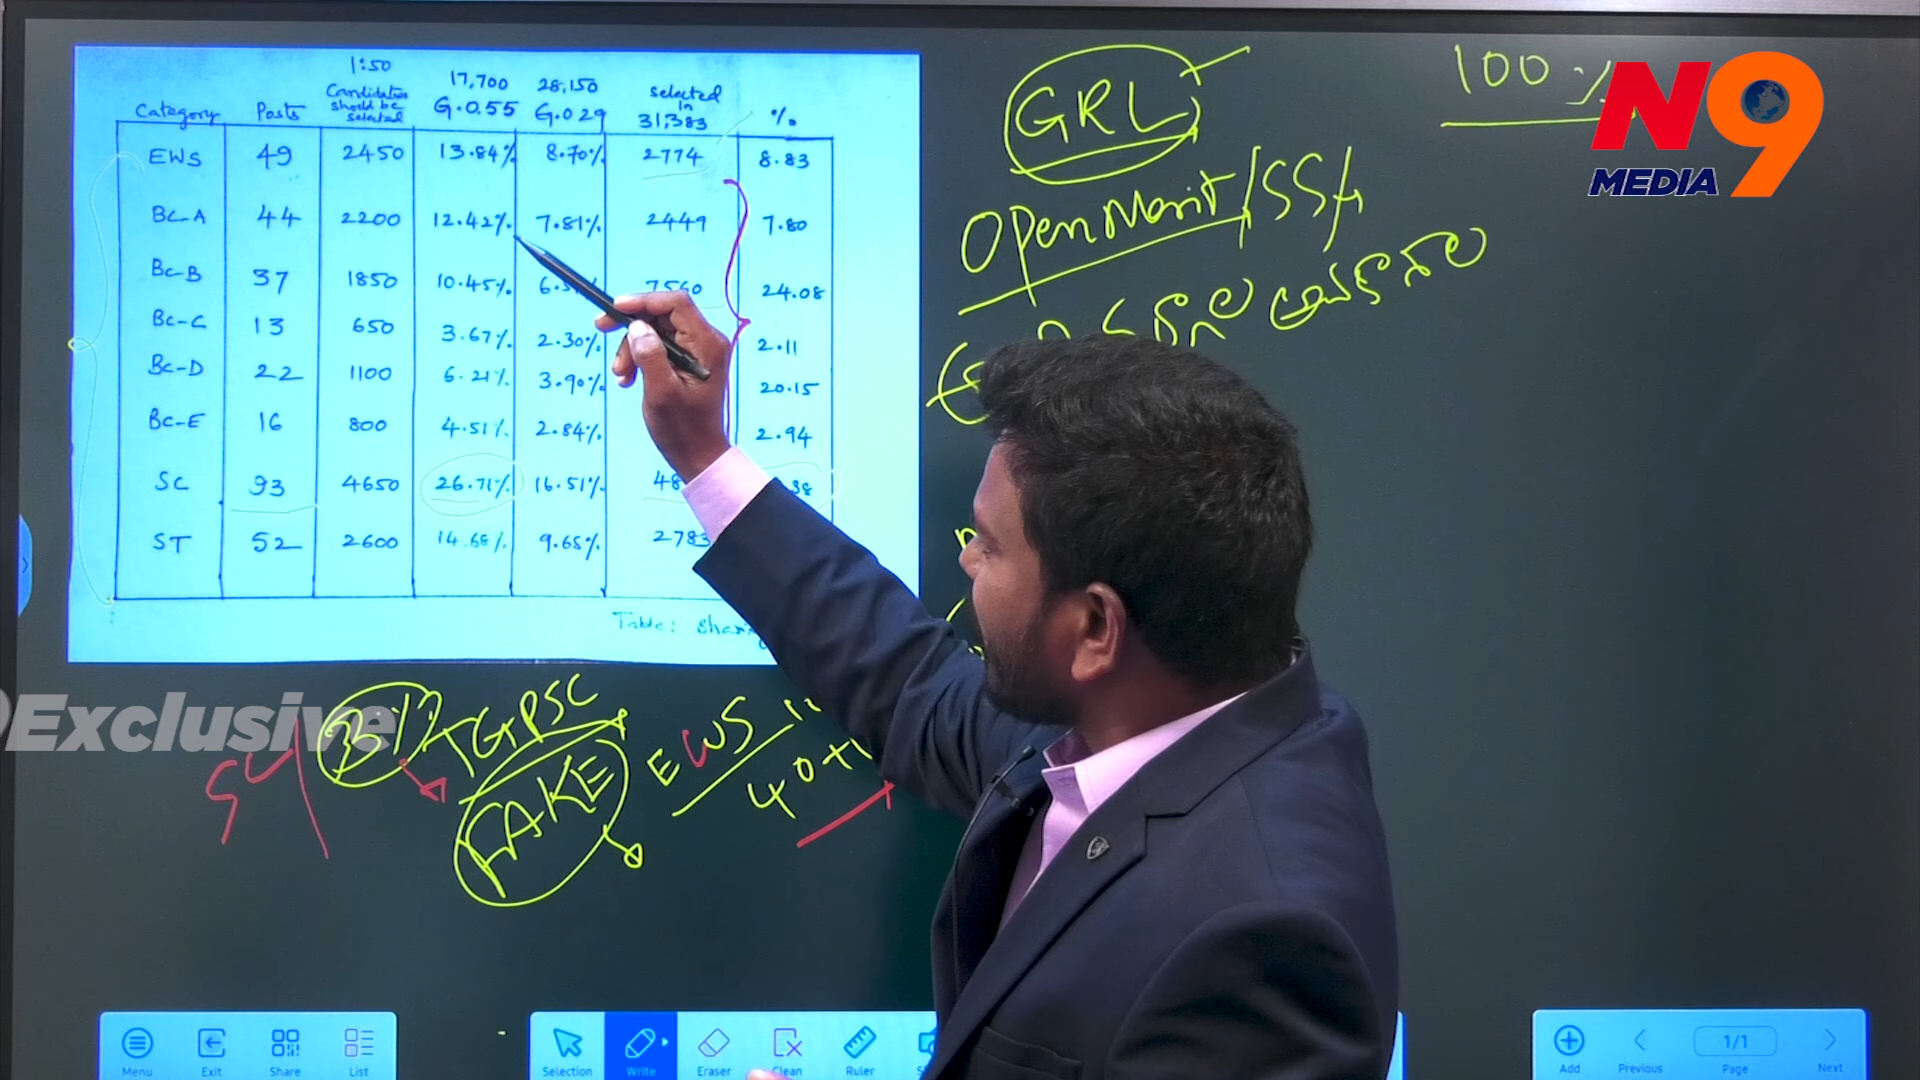 1:50
Candidates should be selected
17,700
28,150
selected in 31,383
Category Posts G.O.55 G.O 29 %
EWS 49 2450 13.84% 8.70% 2774 8.83
BC-A 44 2200 12.42% 7.81% 2449 7.80
BC-B 37 1850 10.45% 7560 24.08
BC-C 13 650 3.67% 2.30% 2.11
BC-D 22 1100 6.21% 3.90% 20.15
BC-E 16 800 4.51% 2.84% 2.94
SC 93 4650 26.71% 16.51%
ST 52 2600 14.68% 9.65% 2783
Table:
GRL
100 %
Open Merit/
N9
MEDIA
Exclusive
TGPSC
FAKE
EWS
40+1
Menu Exit Share List
Selection Write Eraser Clean Ruler
Add Previous 1/1 Page Next